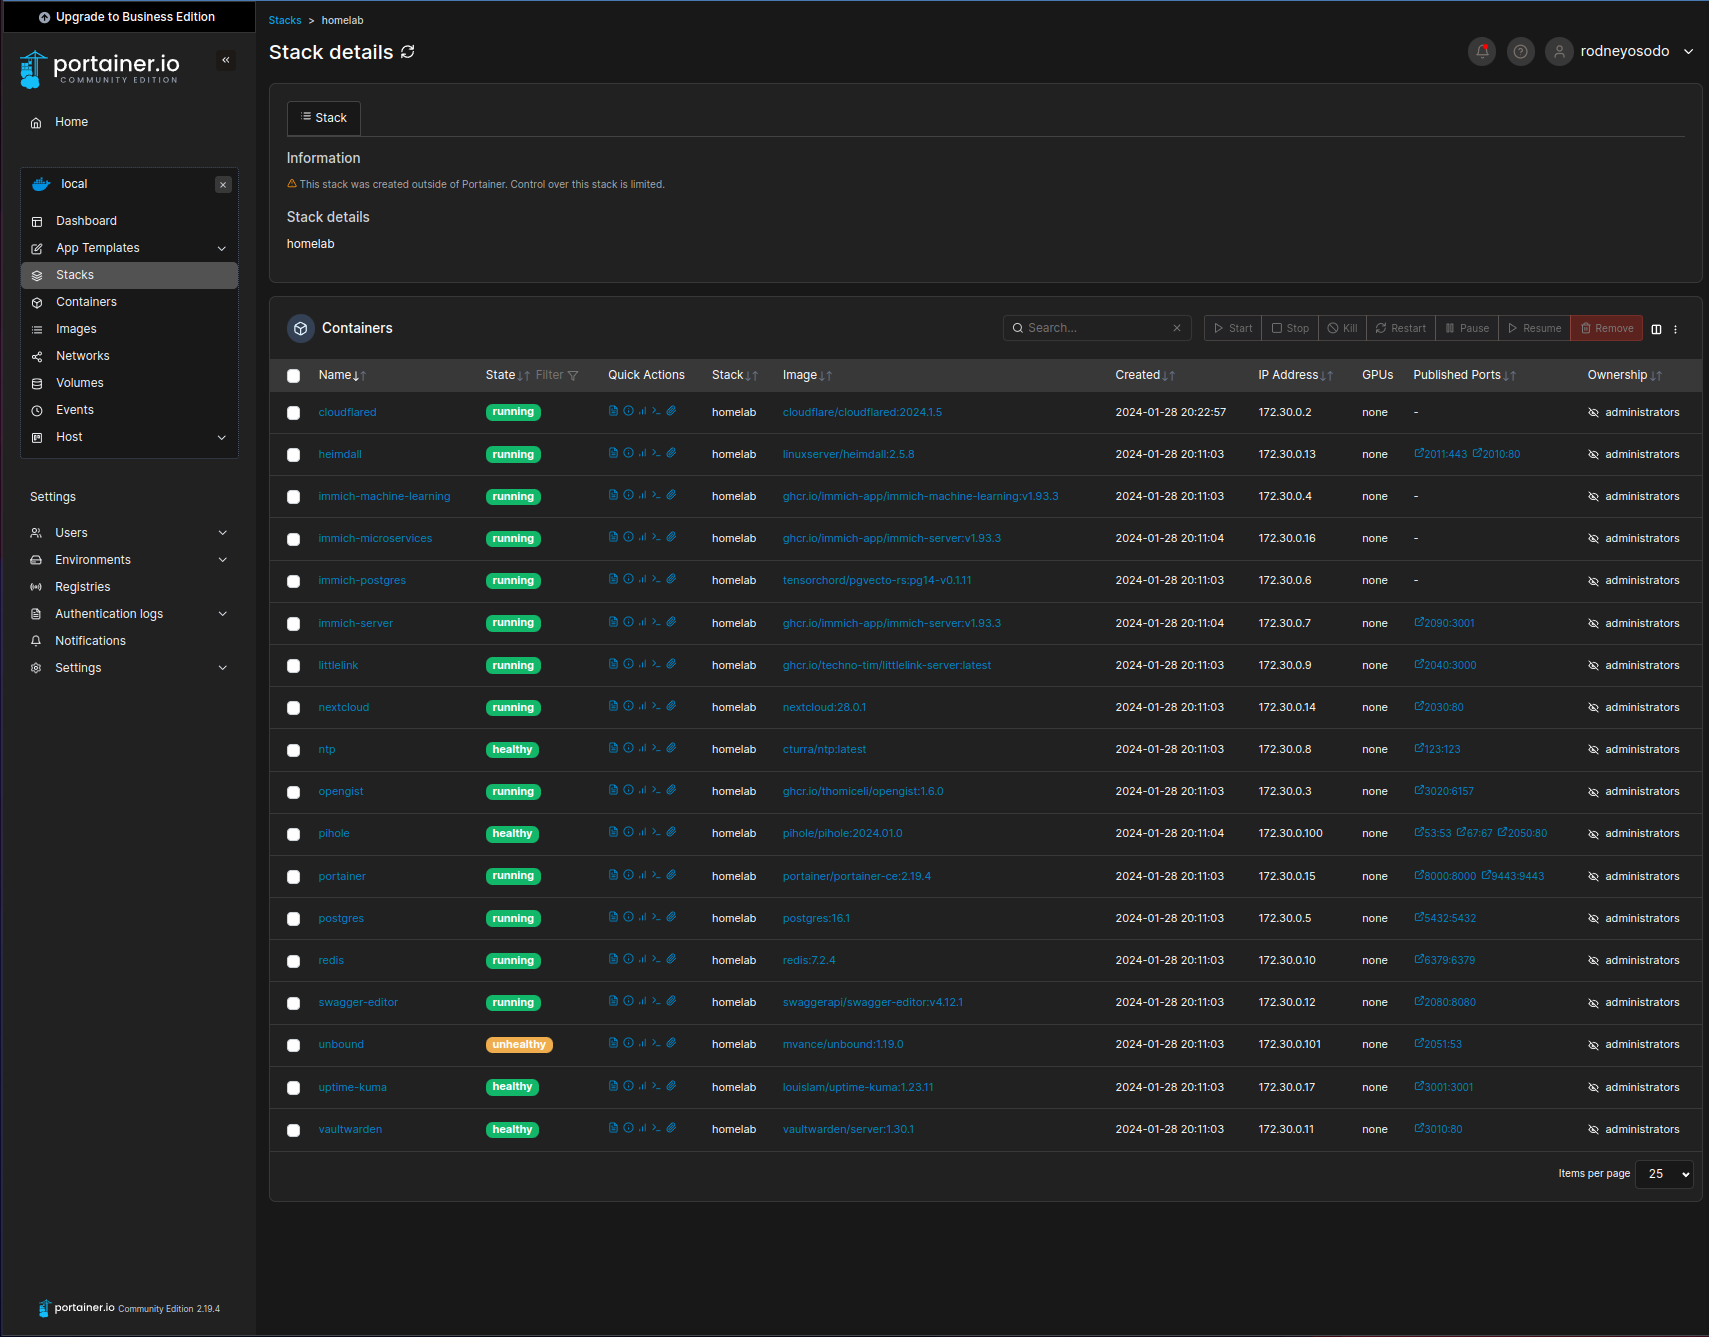 Upgrade to Business Edition
portainer.io
COMMUNITY EDITION
«
Home
local
Dashboard
App Templates
Stacks
Containers
Images
Networks
Volumes
Events
Host
Settings
Users
Environments
Registries
Authentication logs
Notifications
Settings
portainer.io Community Edition 2.19.4
Stacks > homelab
Stack details
rodneyosodo
Stack
Information
This stack was created outside of Portainer. Control over this stack is limited.
Stack details
homelab
Containers
Search...
Start Stop Kill Restart Pause Resume Remove
Name State Filter Quick Actions Stack Image Created IP Address GPUs Published Ports Ownership
cloudflared running homelab cloudflare/cloudflared:2024.1.5 2024-01-28 20:22:57 172.30.0.2 none - administrators
heimdall running homelab linuxserver/heimdall:2.5.8 2024-01-28 20:11:03 172.30.0.13 none 2011:443 2010:80 administrators
immich-machine-learning running homelab ghcr.io/immich-app/immich-machine-learning:v1.93.3 2024-01-28 20:11:03 172.30.0.4 none - administrators
immich-microservices running homelab ghcr.io/immich-app/immich-server:v1.93.3 2024-01-28 20:11:04 172.30.0.16 none - administrators
immich-postgres running homelab tensorchord/pgvecto-rs:pg14-v0.1.11 2024-01-28 20:11:03 172.30.0.6 none - administrators
immich-server running homelab ghcr.io/immich-app/immich-server:v1.93.3 2024-01-28 20:11:04 172.30.0.7 none 2090:3001 administrators
littlelink running homelab ghcr.io/techno-tim/littlelink-server:latest 2024-01-28 20:11:03 172.30.0.9 none 2040:3000 administrators
nextcloud running homelab nextcloud:28.0.1 2024-01-28 20:11:03 172.30.0.14 none 2030:80 administrators
ntp healthy homelab cturra/ntp:latest 2024-01-28 20:11:03 172.30.0.8 none 123:123 administrators
opengist running homelab ghcr.io/thomiceli/opengist:1.6.0 2024-01-28 20:11:03 172.30.0.3 none 3020:6157 administrators
pihole healthy homelab pihole/pihole:2024.01.0 2024-01-28 20:11:04 172.30.0.100 none 53:53 67:67 2050:80 administrators
portainer running homelab portainer/portainer-ce:2.19.4 2024-01-28 20:11:03 172.30.0.15 none 8000:8000 9443:9443 administrators
postgres running homelab postgres:16.1 2024-01-28 20:11:03 172.30.0.5 none 5432:5432 administrators
redis running homelab redis:7.2.4 2024-01-28 20:11:03 172.30.0.10 none 6379:6379 administrators
swagger-editor running homelab swaggerapi/swagger-editor:v4.12.1 2024-01-28 20:11:03 172.30.0.12 none 2080:8080 administrators
unbound unhealthy homelab mvance/unbound:1.19.0 2024-01-28 20:11:03 172.30.0.101 none 2051:53 administrators
uptime-kuma healthy homelab louislam/uptime-kuma:1.23.11 2024-01-28 20:11:03 172.30.0.17 none 3001:3001 administrators
vaultwarden healthy homelab vaultwarden/server:1.30.1 2024-01-28 20:11:03 172.30.0.11 none 3010:80 administrators
Items per page 25